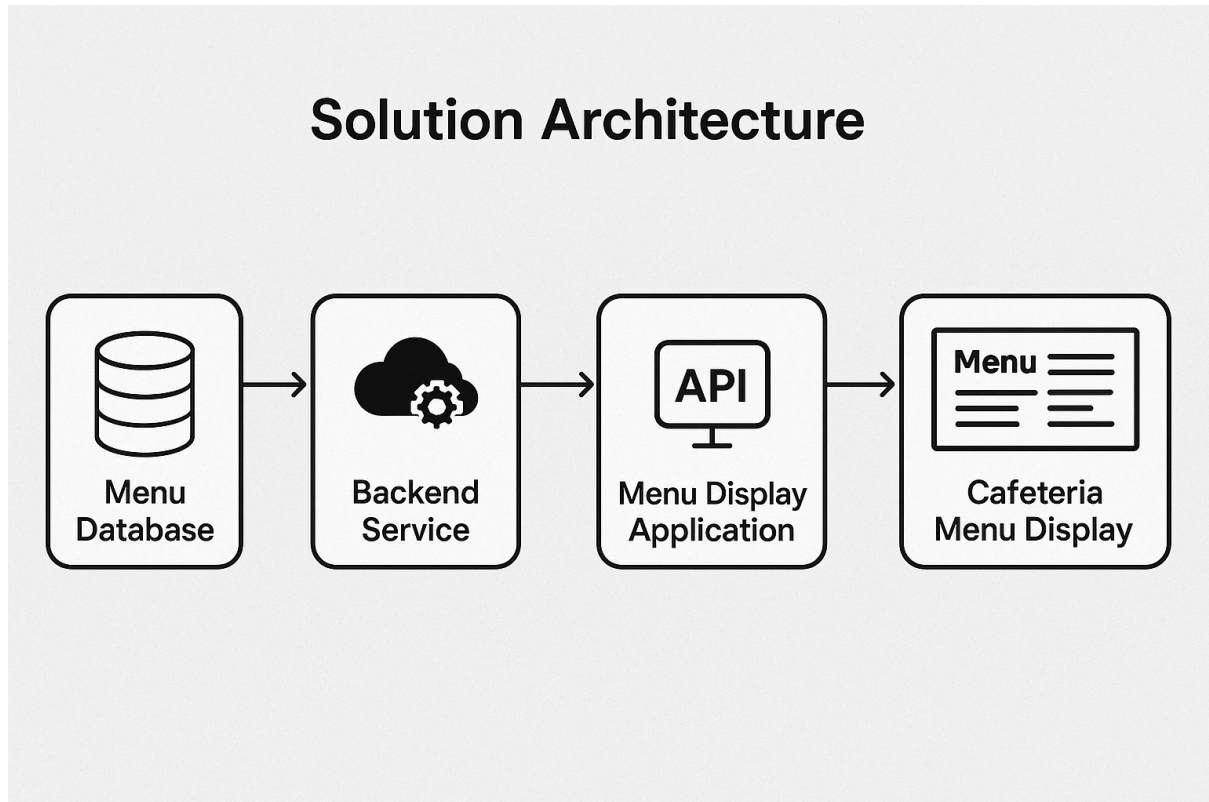 Solution Architecture
Menu
Database
Backend
Service
API
Menu Display
Application
Menu
Cafeteria
Menu Display